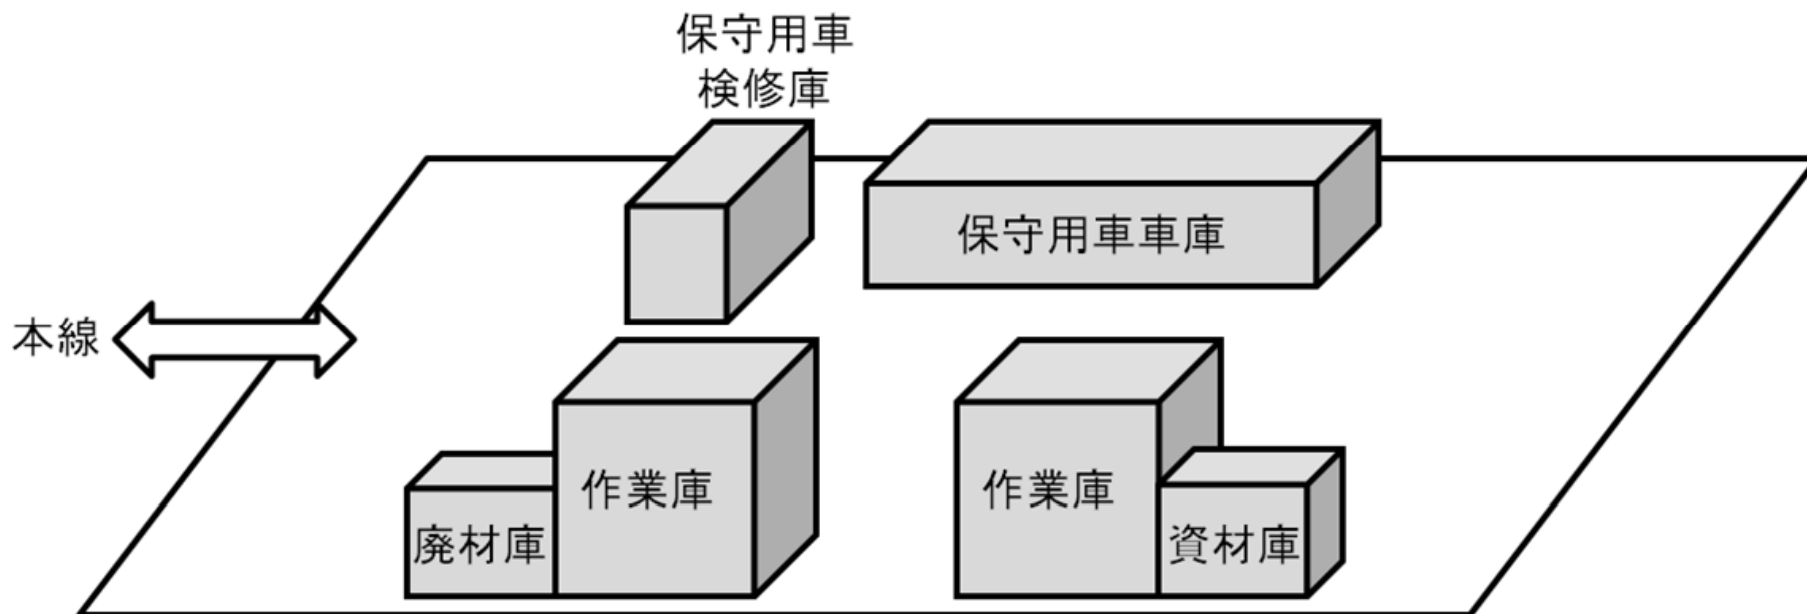 保守用車
検修庫
保守用車車庫
本線
作業庫
作業庫
廃材庫
資材庫